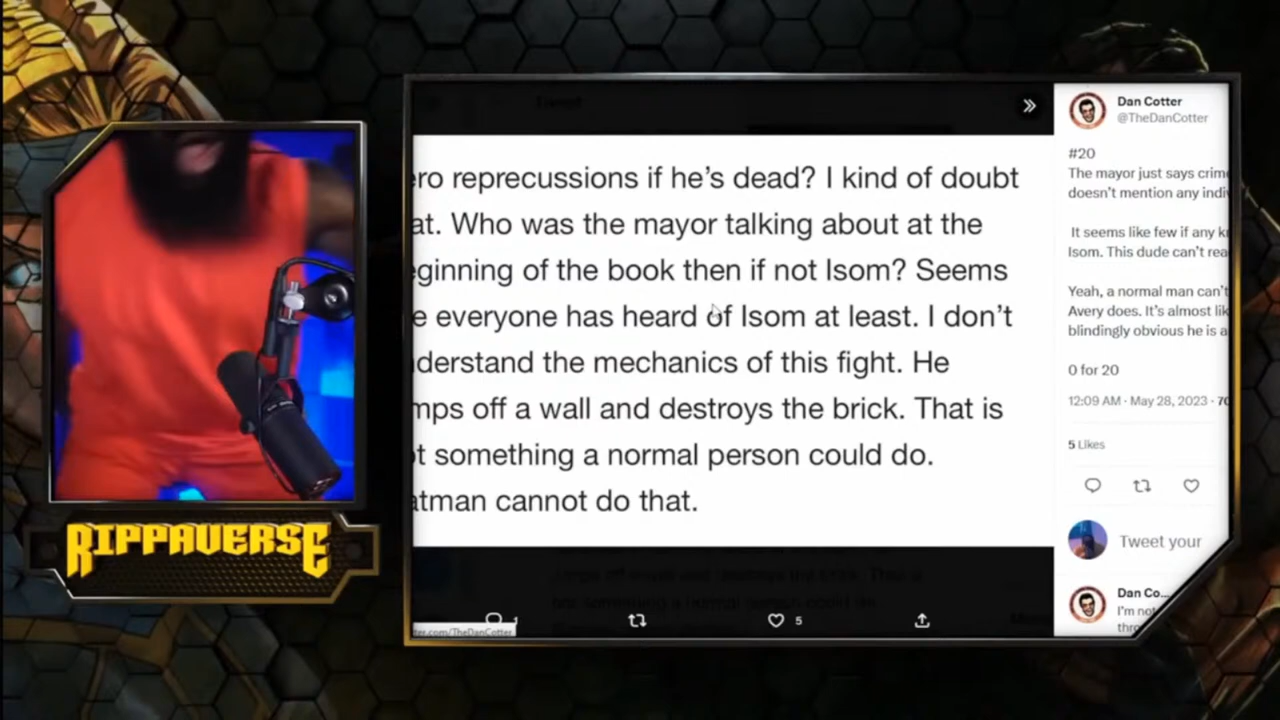 ero reprecussions if he's dead? I kind of doubt
at. Who was the mayor talking about at the
eginning of the book then if not Isom? Seems
e everyone has heard of Isom at least. I don't
derstand the mechanics of this fight. He
mps off a wall and destroys the brick. That is
t something a normal person could do.
atman cannot do that.
5
ter.com/TheDanCotter
RIPPAVERSE
Dan Cotter
@TheDanCotter
#20
The mayor just says crim
doesn't mention any indi
It seems like few if any k
Isom. This dude can't rea
Yeah, a normal man can't
Avery does. It's almost lik
blindingly obvious he is a
0 for 20
12:09 AM · May 28, 2023 · 70
5 Likes
Tweet your
Dan Co...
I'm not
thro